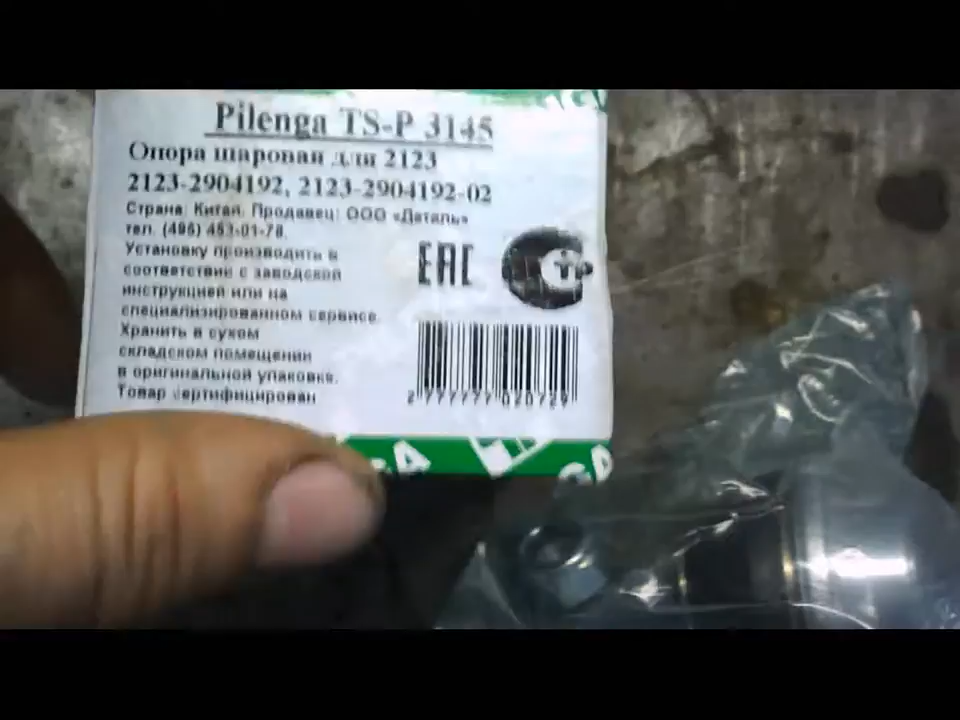 Pilenga TS-P 3145
Опора шаровая для 2123
2123-2904192, 2123-2904192-02
Страна: Китай. Продавец: ООО «Деталь»
тел. (495) 453-01-78.
Установку производить в
соответствии с заводской
инструкцией или на
специализированном сервисе.
Хранить в сухом
складском помещении
в оригинальной упаковке.
Товар сертифицирован
EAC
2 777777 020729